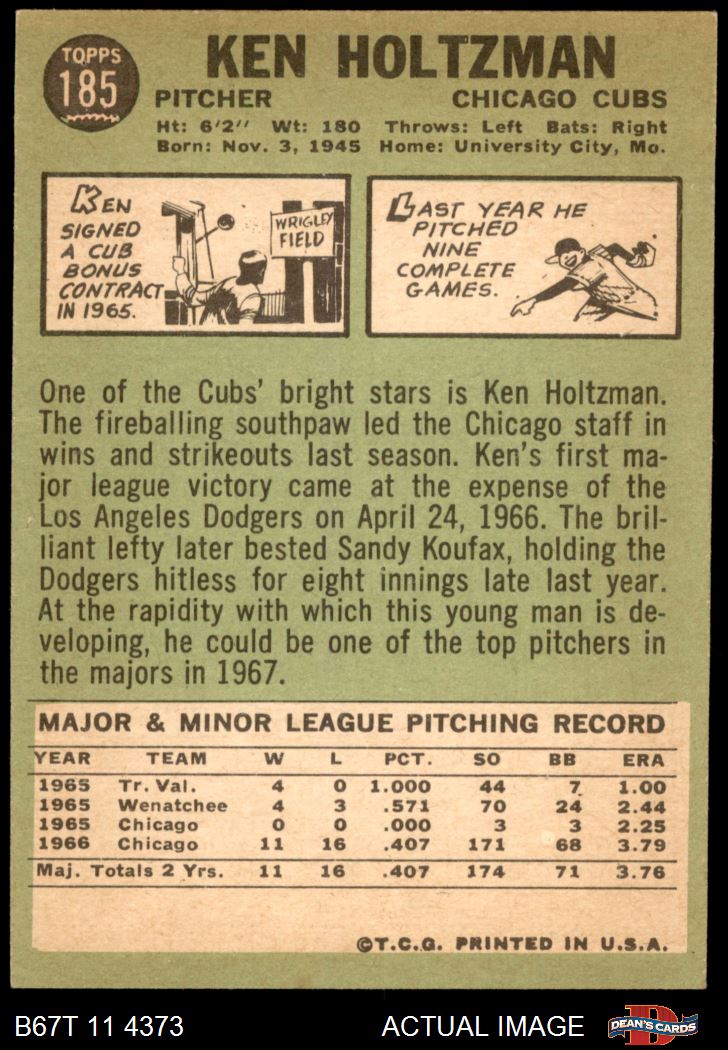 TOPPS
185
KEN HOLTZMAN
PITCHER CHICAGO CUBS
Ht: 6'2" Wt: 180 Throws: Left Bats: Right
Born: Nov. 3, 1945 Home: University City, Mo.
KEN
SIGNED
A CUB
BONUS
CONTRACT
IN 1965.
WRIGLEY
FIELD
LAST YEAR HE
PITCHED
NINE
COMPLETE
GAMES.
One of the Cubs' bright stars is Ken Holtzman.
The fireballing southpaw led the Chicago staff in
wins and strikeouts last season. Ken's first ma-
jor league victory came at the expense of the
Los Angeles Dodgers on April 24, 1966. The bril-
liant lefty later bested Sandy Koufax, holding the
Dodgers hitless for eight innings late last year.
At the rapidity with which this young man is de-
veloping, he could be one of the top pitchers in
the majors in 1967.
MAJOR & MINOR LEAGUE PITCHING RECORD
YEAR TEAM W L PCT. SO BB ERA
1965 Tr. Val. 4 0 1.000 44 7 1.00
1965 Wenatchee 4 3 .571 70 24 2.44
1965 Chicago 0 0 .000 3 3 2.25
1966 Chicago 11 16 .407 171 68 3.79
Maj. Totals 2 Yrs. 11 16 .407 174 71 3.76
©T.C.G. PRINTED IN U.S.A.
B67T 11 4373 ACTUAL IMAGE
D
DEAN'S CARDS